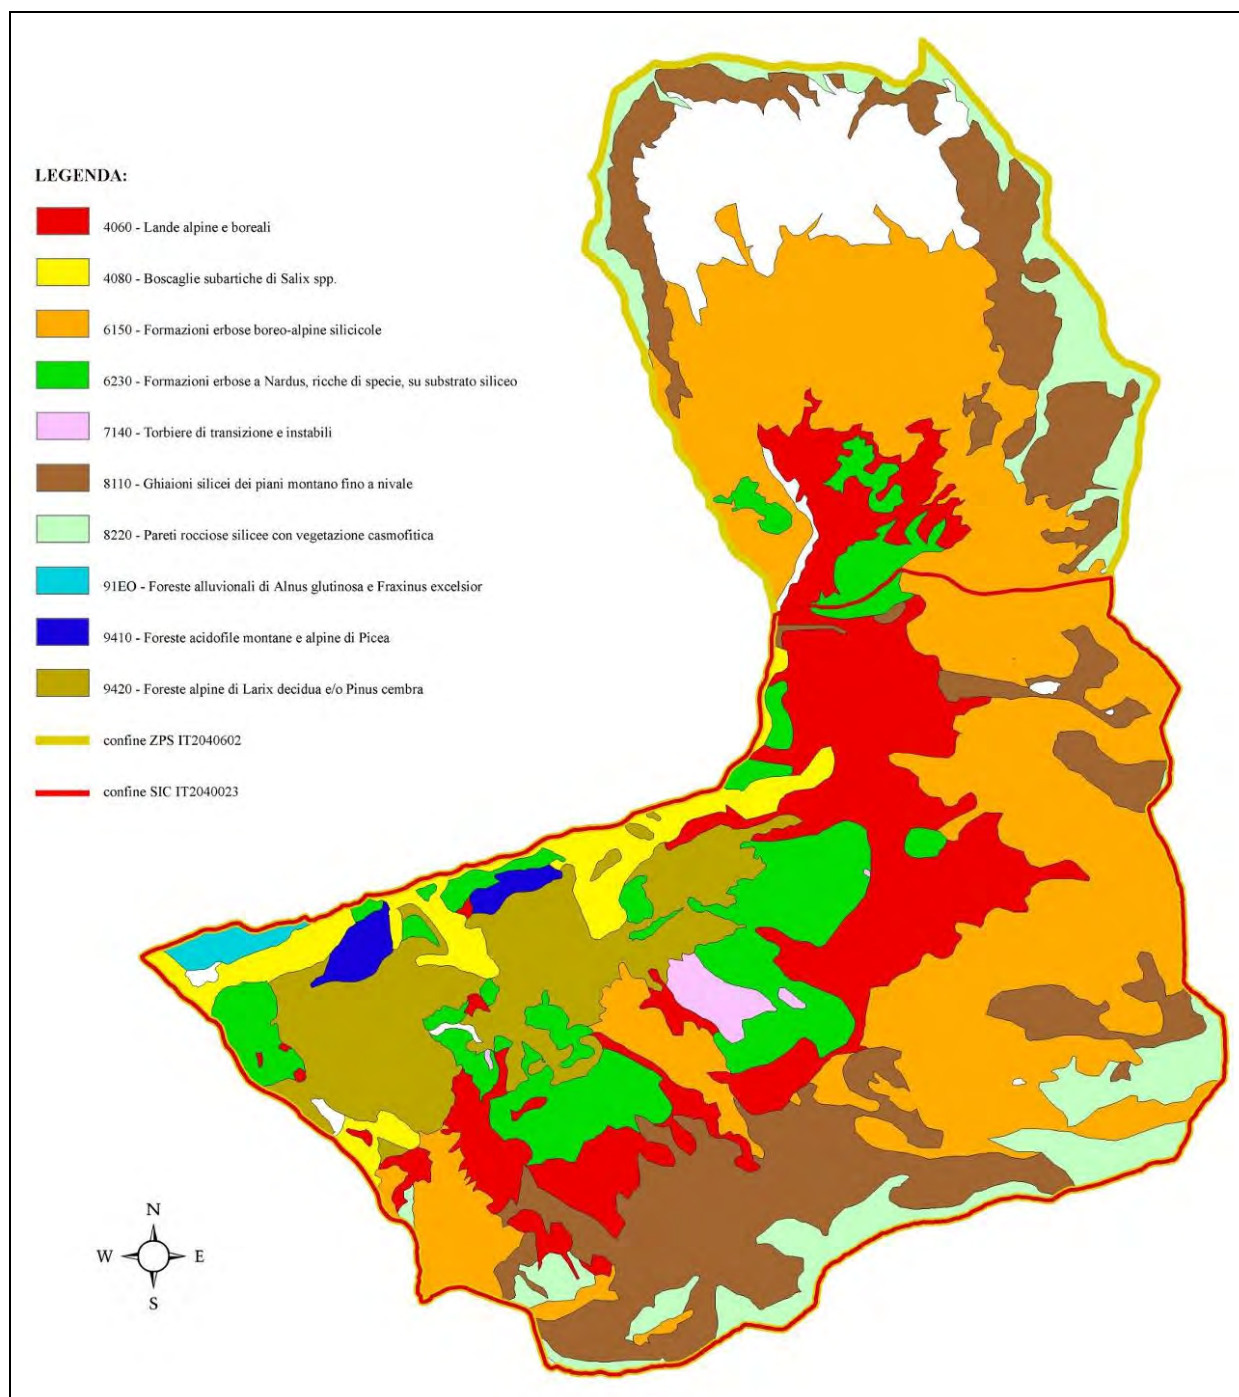 LEGENDA:
4060 - Lande alpine e boreali
4080 - Boscaglie subartiche di Salix spp.
6150 - Formazioni erbose boreo-alpine silicicole
6230 - Formazioni erbose a Nardus, ricche di specie, su substrato siliceo
7140 - Torbiere di transizione e instabili
8110 - Ghiaioni silicei dei piani montano fino a nivale
8220 - Pareti rocciose silicee con vegetazione casmofitica
91EO - Foreste alluvionali di Alnus glutinosa e Fraxinus excelsior
9410 - Foreste acidofile montane e alpine di Picea
9420 - Foreste alpine di Larix decidua e/o Pinus cembra
confine ZPS IT2040602
confine SIC IT2040023
N
W E
S